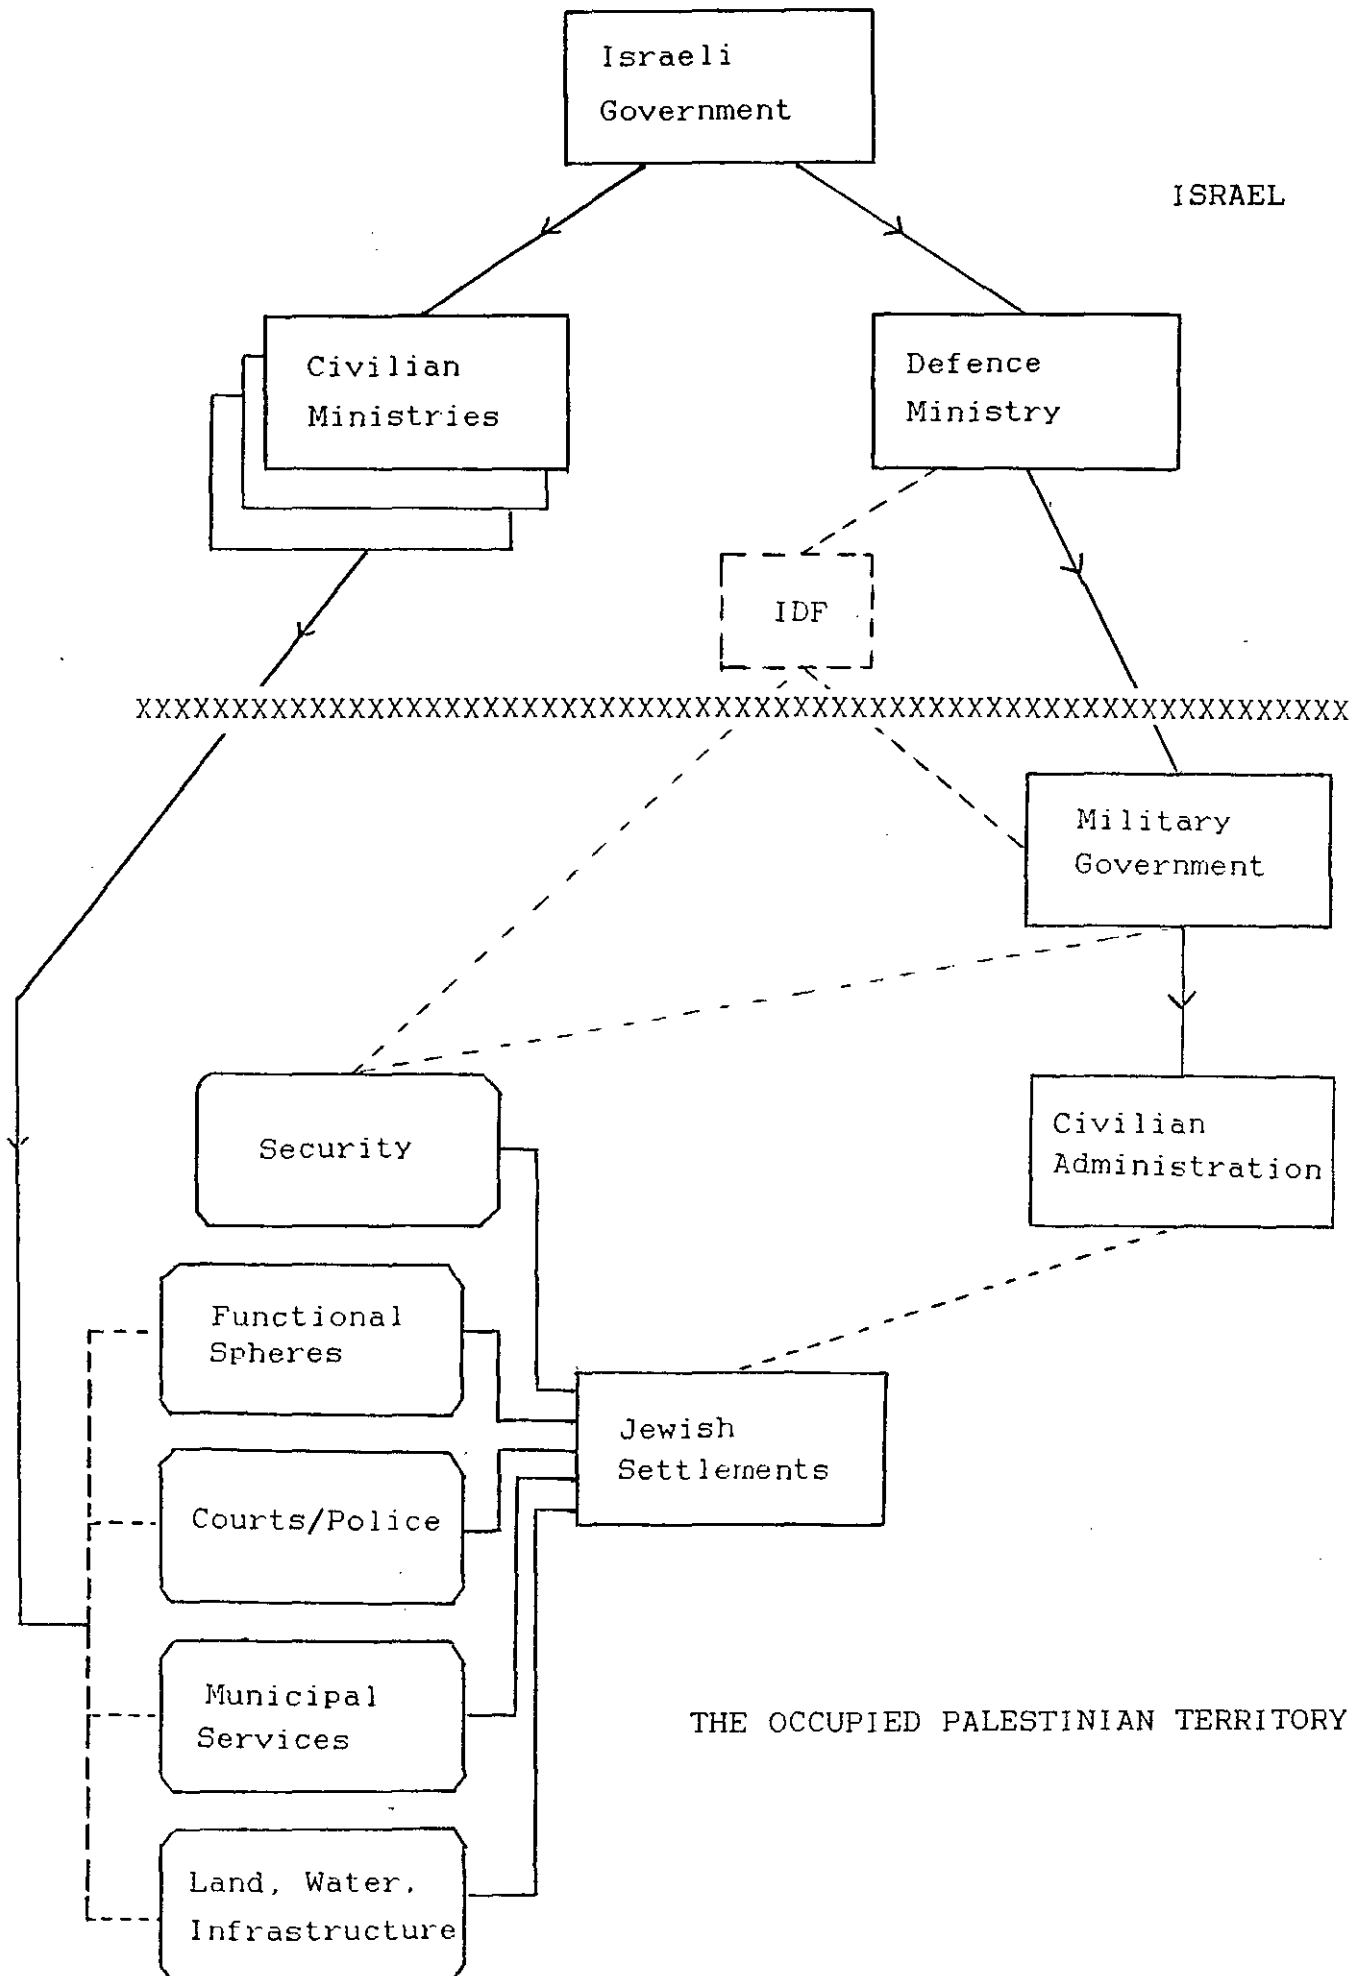 Israeli
Government
ISRAEL
Civilian
Ministries
Defence
Ministry
IDF
XXXXXXXXXXXXXXXXXXXXXXXXXXXXXXXXXXXXXXXXXXXXXXXXXXXXXXXXXXXXXXX
Military
Government
Security
Civilian
Administration
Functional
Spheres
Jewish
Settlements
Courts/Police
Municipal
Services
THE OCCUPIED PALESTINIAN TERRITORY
Land, Water,
Infrastructure